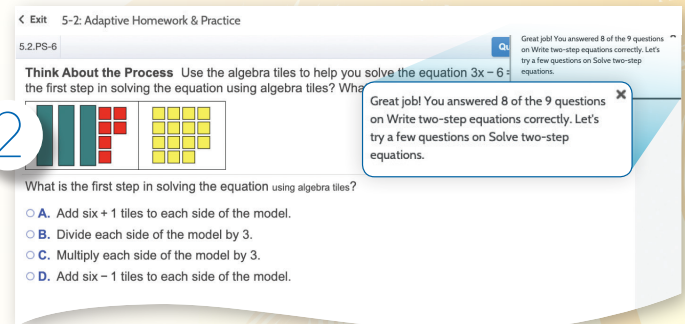 < Exit 5-2: Adaptive Homework & Practice
5.2.PS-6
Qu
Great job! You answered 8 of the 9 questions
on Write two-step equations correctly. Let's
try a few questions on Solve two-step
equations.
Think About the Process Use the algebra tiles to help you solve the equation 3x – 6 =
the first step in solving the equation using algebra tiles? Wha
Great job! You answered 8 of the 9 questions
on Write two-step equations correctly. Let's
try a few questions on Solve two-step
equations.
2
What is the first step in solving the equation using algebra tiles?
A. Add six + 1 tiles to each side of the model.
B. Divide each side of the model by 3.
C. Multiply each side of the model by 3.
D. Add six – 1 tiles to each side of the model.